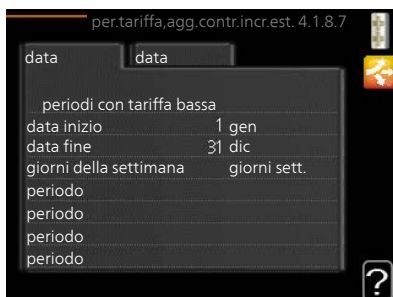 per.tariffa,agg.contr.incr.est. 4.1.8.7
data data
periodi con tariffa bassa
data inizio 1 gen
data fine 31 dic
giorni della settimana giorni sett.
periodo
periodo
periodo
periodo
?